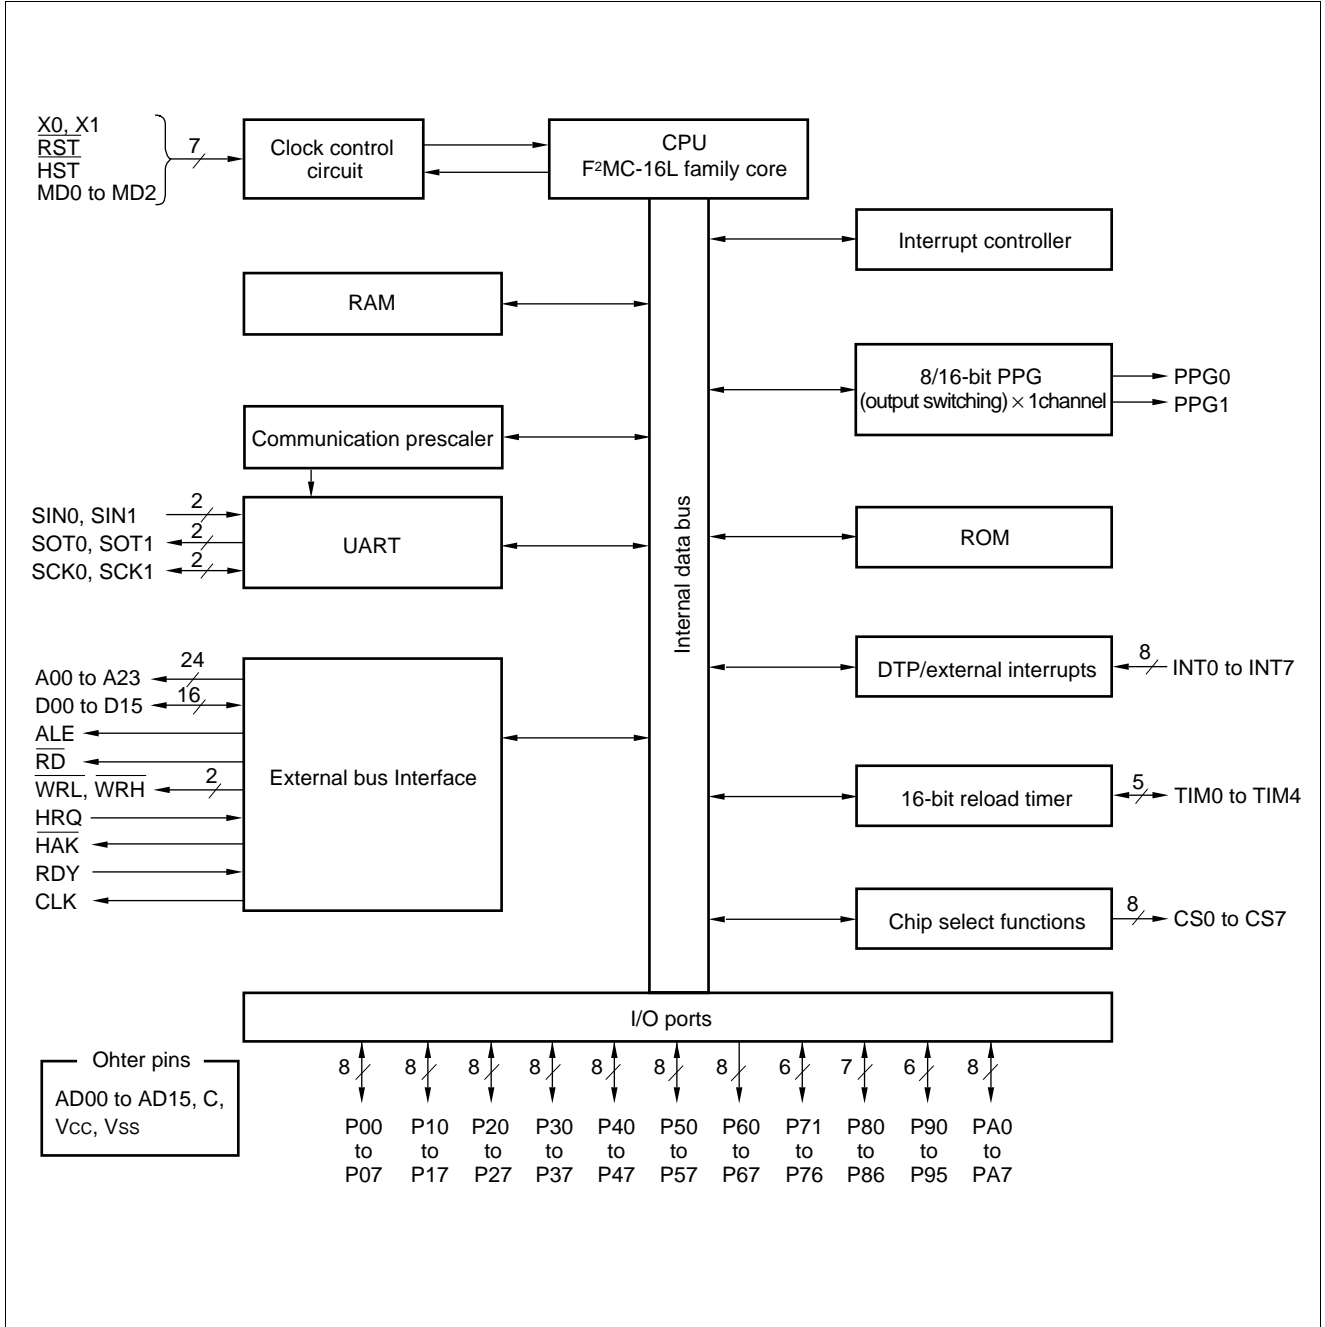 X0, X1
RST
HST
MD0 to MD2
7
Clock control
circuit
CPU
F²MC-16L family core
Interrupt controller
RAM
8/16-bit PPG
(output switching) × 1channel
PPG0
PPG1
Communication prescaler
Internal data bus
SIN0, SIN1
2
SOT0, SOT1
2
SCK0, SCK1
2
UART
ROM
A00 to A23
24
D00 to D15
16
ALE
RD
WRL, WRH
2
HRQ
HAK
RDY
CLK
External bus Interface
DTP/external interrupts
8
INT0 to INT7
16-bit reload timer
5
TIM0 to TIM4
Chip select functions
8
CS0 to CS7
I/O ports
Ohter pins
AD00 to AD15, C,
VCC, VSS
8 8 8 8 8 8 8 6 7 6 8
P00 P10 P20 P30 P40 P50 P60 P71 P80 P90 PA0
to to to to to to to to to to to
P07 P17 P27 P37 P47 P57 P67 P76 P86 P95 PA7